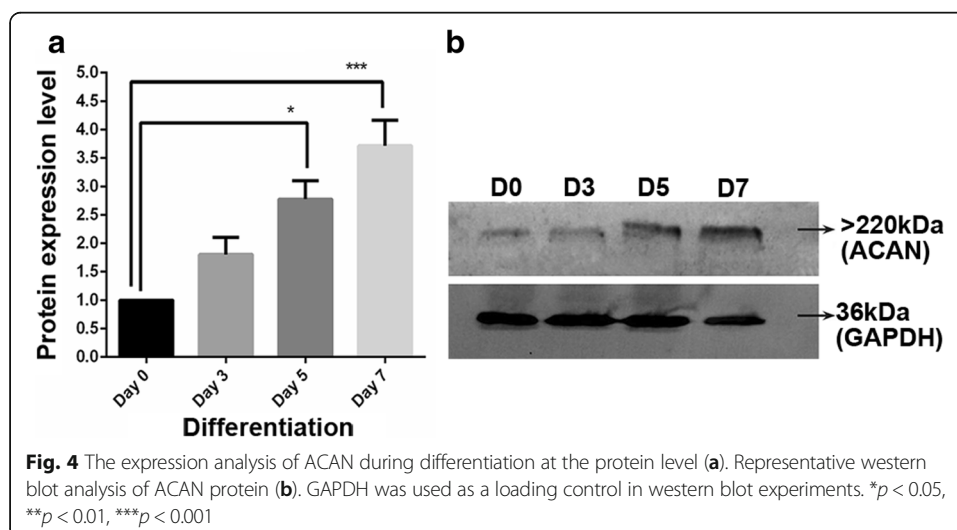 a
b
***
*
5.0
4.5
4.0
3.5
3.0
2.5
2.0
1.5
1.0
0.5
0.0
Protein expression level
Day 0 Day 3 Day 5 Day 7
Differentiation
D0 D3 D5 D7
>220kDa
(ACAN)
36kDa
(GAPDH)
Fig. 4 The expression analysis of ACAN during differentiation at the protein level (a). Representative western
blot analysis of ACAN protein (b). GAPDH was used as a loading control in western blot experiments. *p < 0.05,
**p < 0.01, ***p < 0.001